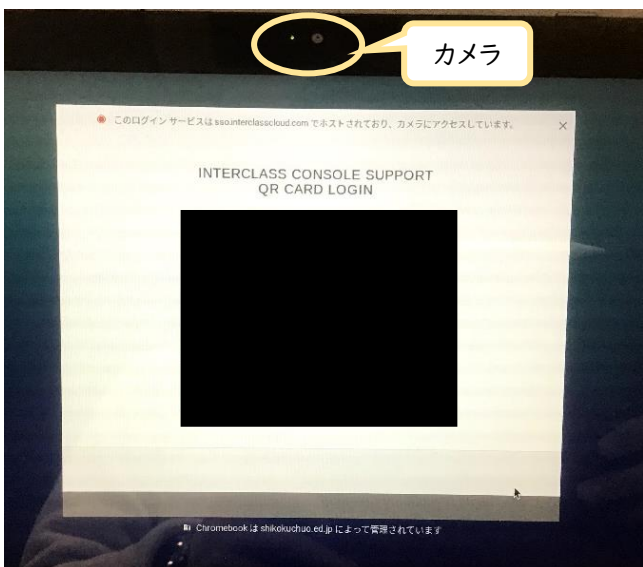 カメラ
このログイン サービスは sso.interclasscloud.com でホストされており、カメラにアクセスしています。
INTERCLASS CONSOLE SUPPORT
QR CARD LOGIN
Chromebook は shikokuchuo.ed.jp によって管理されています